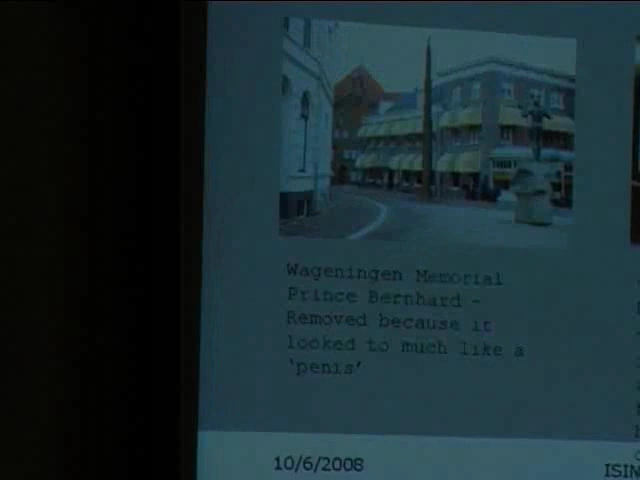 Wageningen Memorial
Prince Bernhard -
Removed because it
looked to much like a
‘penis’
10/6/2008
ISIN